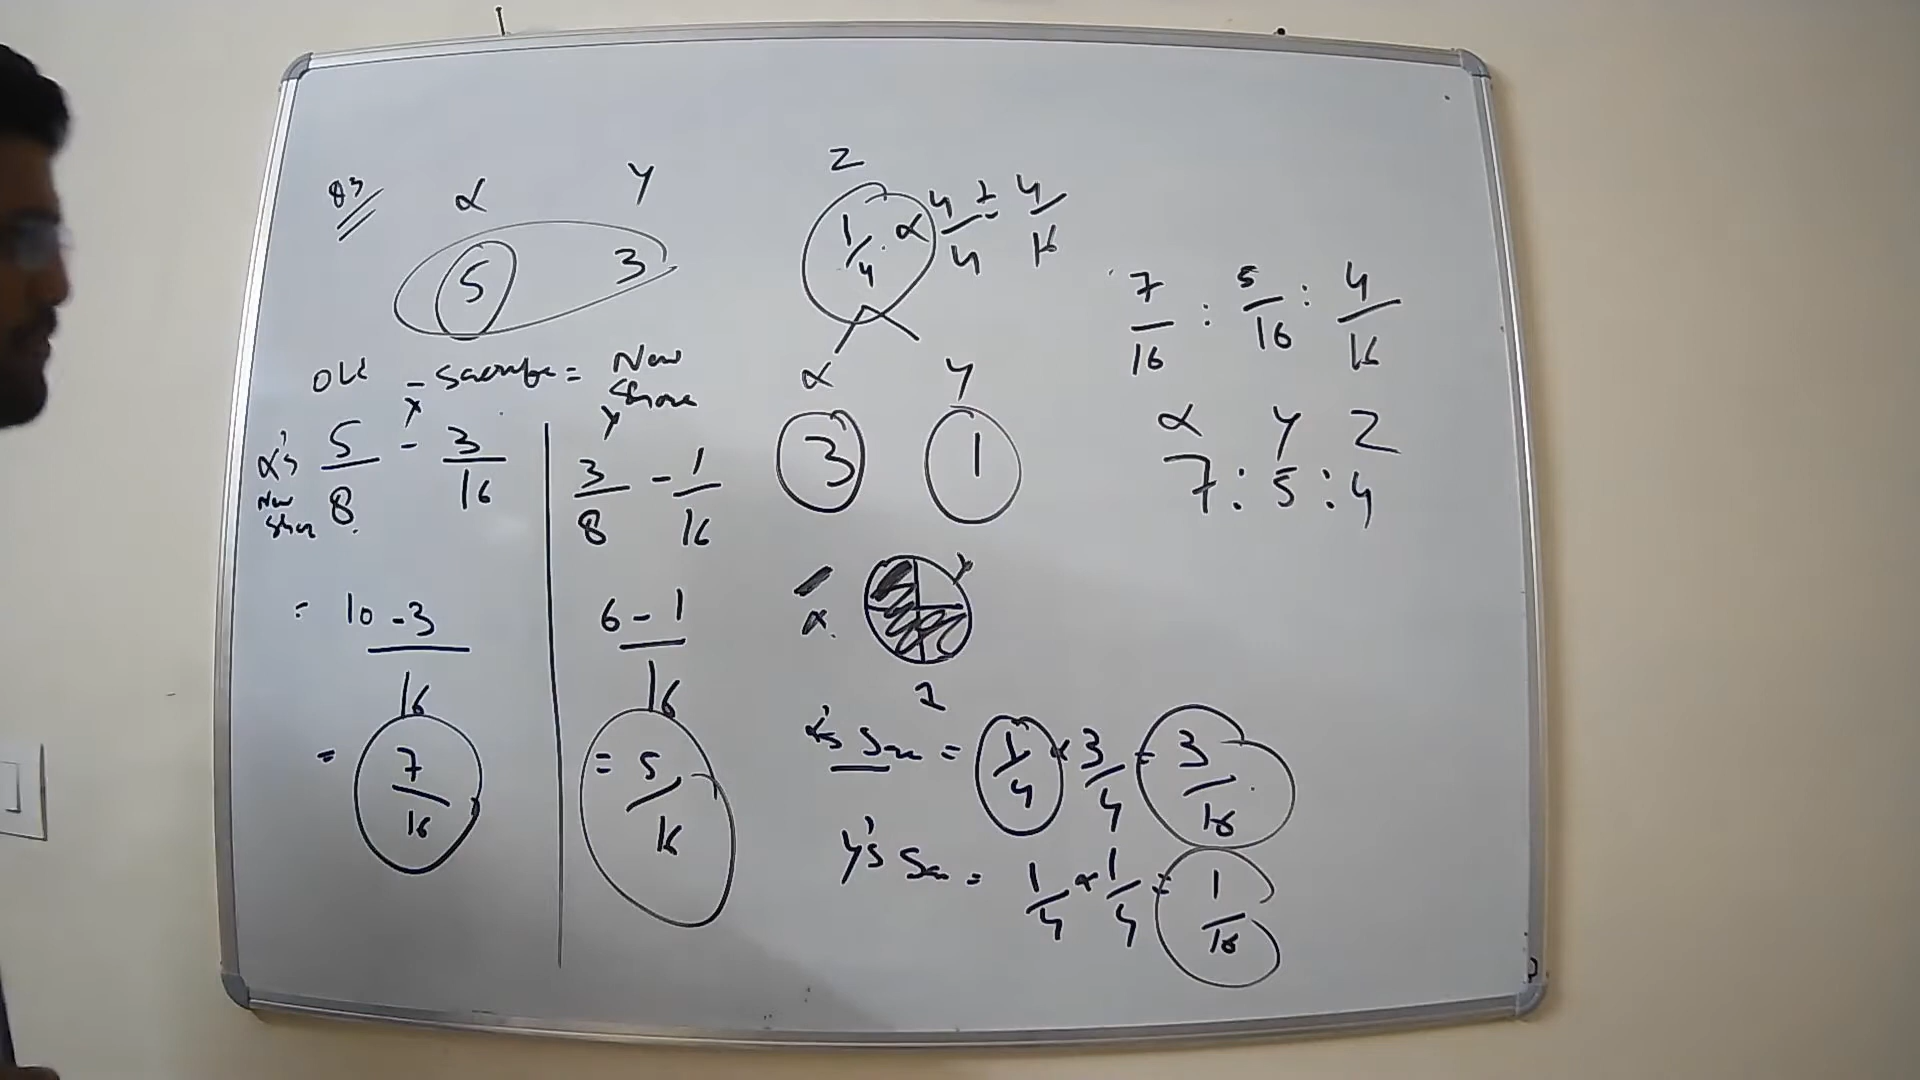 Q3
X Y
5 3
Old - Sacrifice = New Share
X Y
X's New Share 5/8 - 3/16
3/8 - 1/16
= 10 - 3 / 16
6 - 1 / 16
= 7/16
= 5/16
Z
1/4 × 4/4 = 4/16
X Y
3 1
X Y
1
X's Sac = 1/4 × 3/4 = 3/16
Y's Sac = 1/4 × 1/4 = 1/16
7/16 : 5/16 : 4/16
X Y Z
7 : 5 : 4